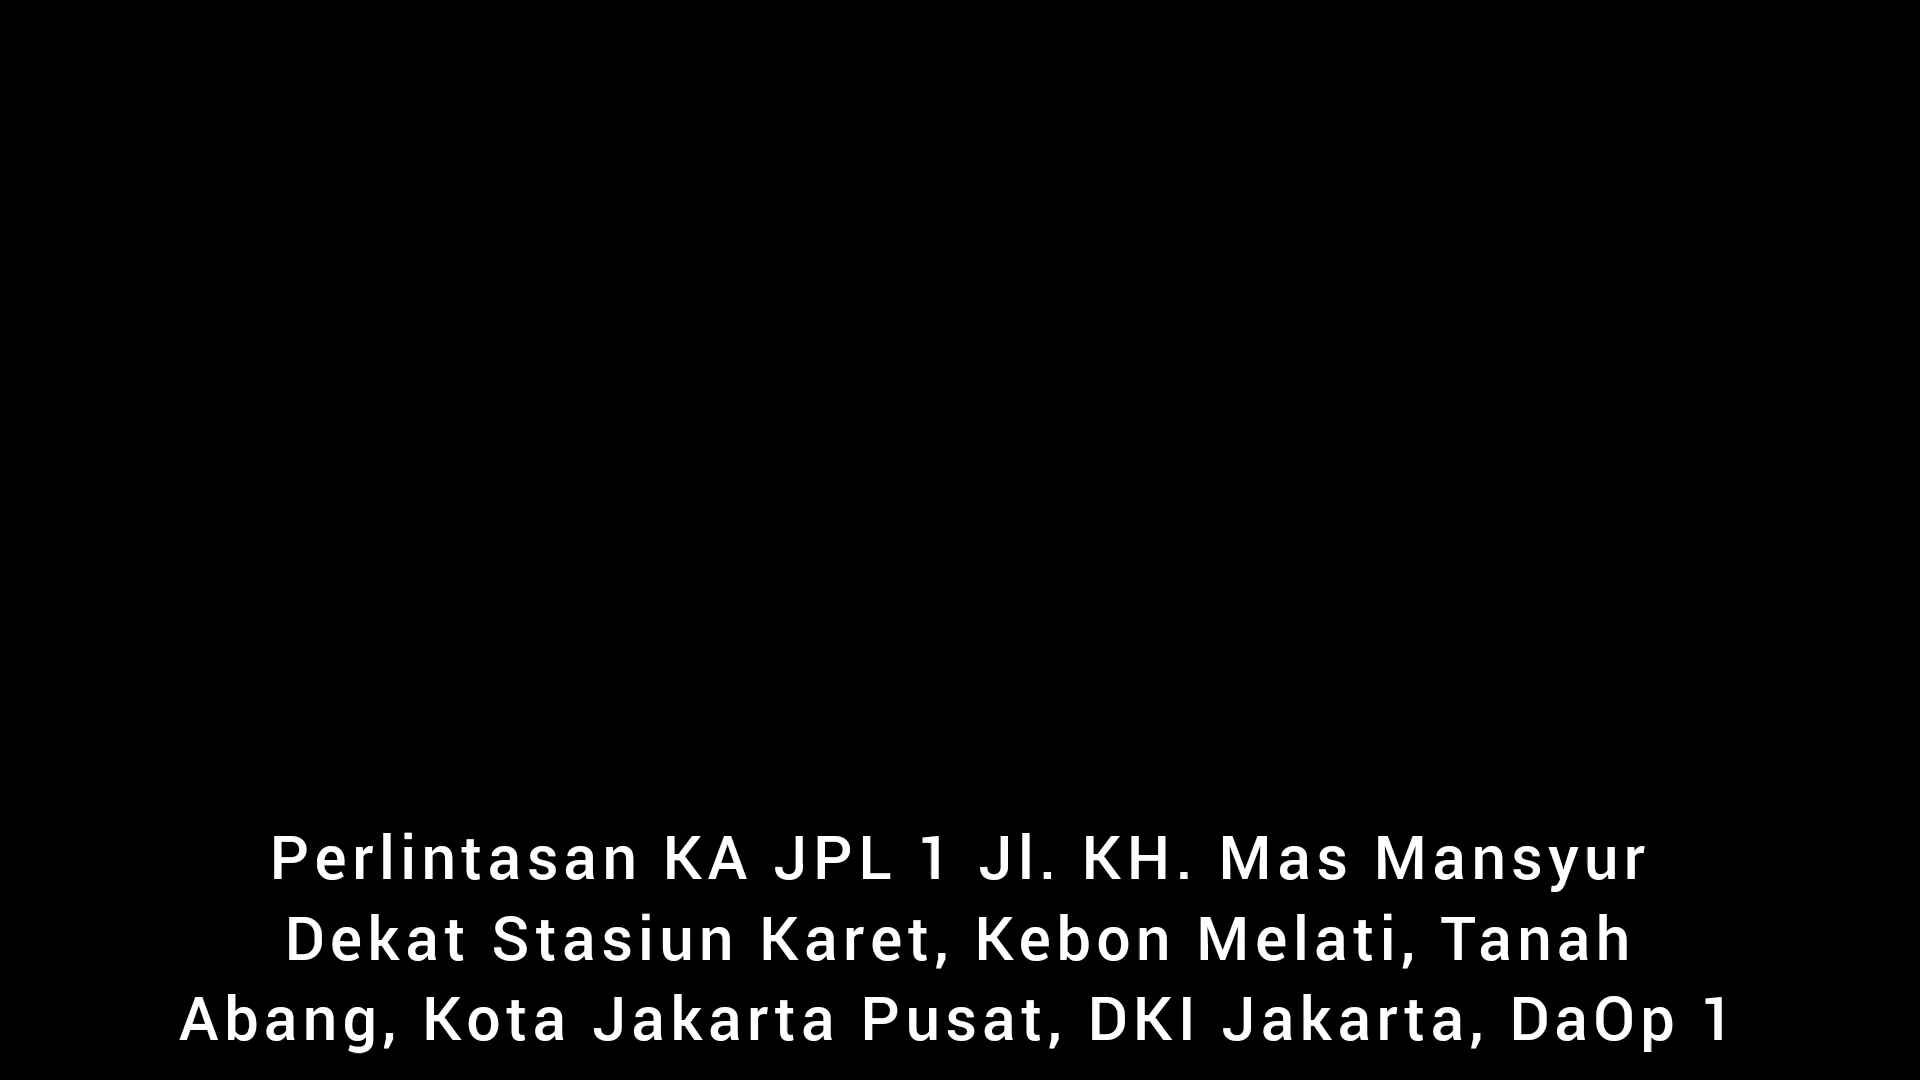 Perlintasan KA JPL 1 Jl. KH. Mas Mansyur
Dekat Stasiun Karet, Kebon Melati, Tanah
Abang, Kota Jakarta Pusat, DKI Jakarta, DaOp 1